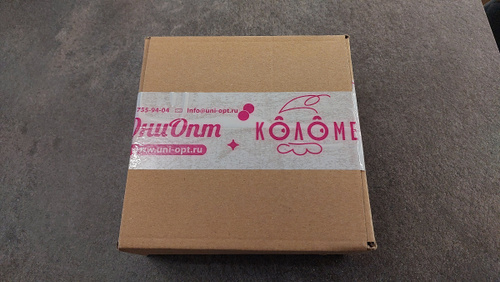 755-94-04 info@uni-opt.ru
ЮниОпт
www.uni-opt.ru
КОЛОМЕ